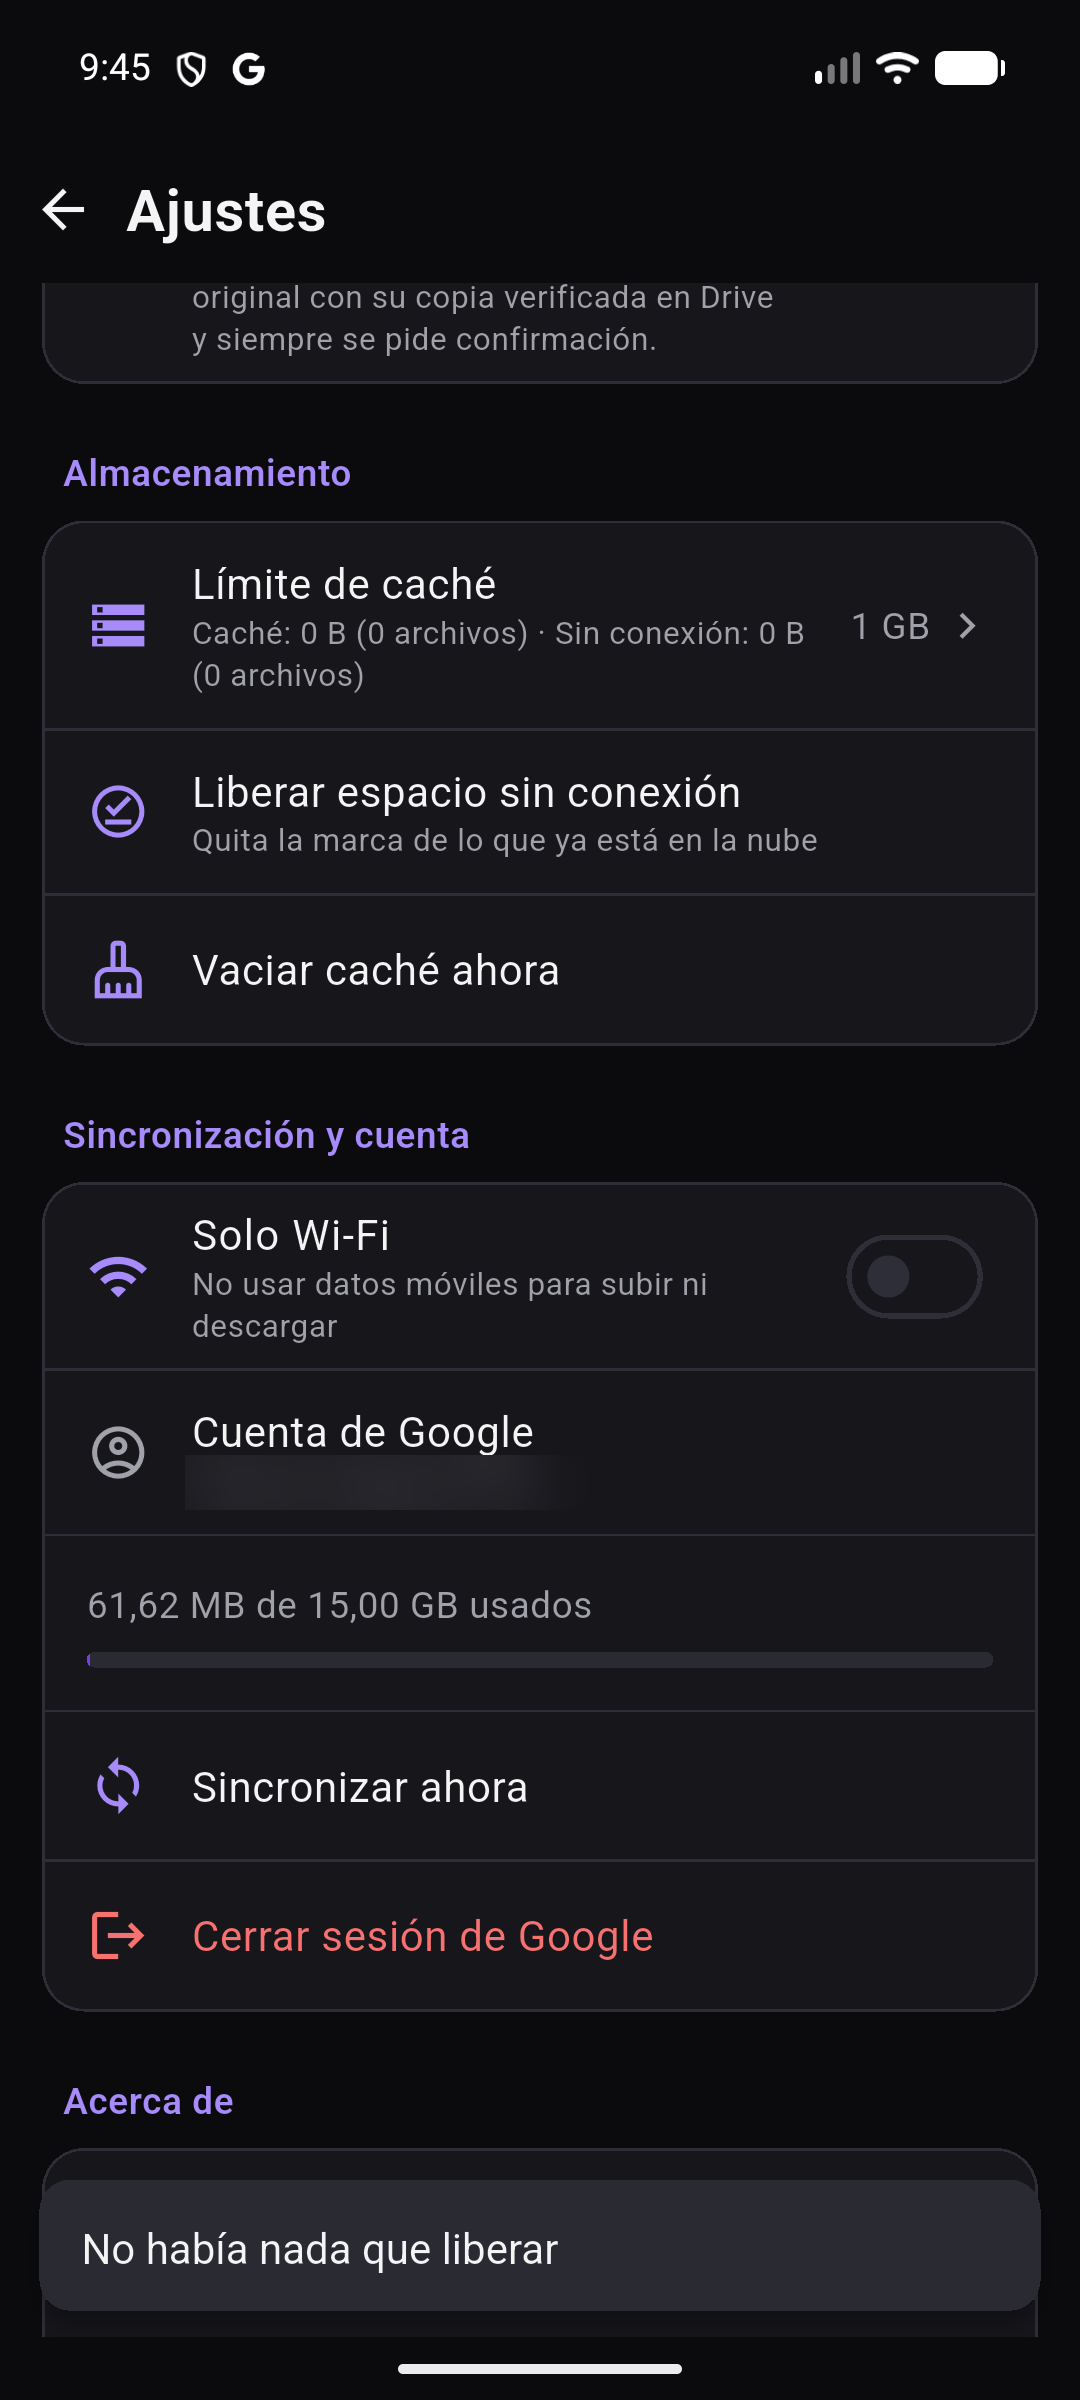 9:45
Ajustes
original con su copia verificada en Drive
y siempre se pide confirmación.
Almacenamiento
Límite de caché
Caché: 0 B (0 archivos) · Sin conexión: 0 B
(0 archivos)
1 GB
Liberar espacio sin conexión
Quita la marca de lo que ya está en la nube
Vaciar caché ahora
Sincronización y cuenta
Solo Wi-Fi
No usar datos móviles para subir ni
descargar
Cuenta de Google
61,62 MB de 15,00 GB usados
Sincronizar ahora
Cerrar sesión de Google
Acerca de
No había nada que liberar